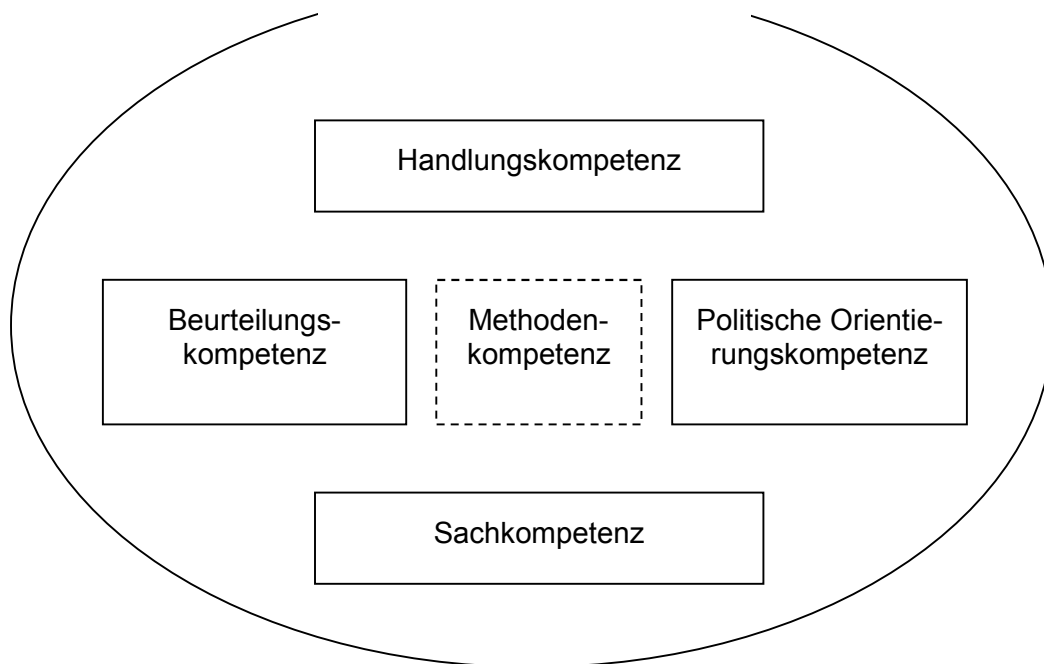 Handlungskompetenz
Beurteilungs-
kompetenz
Methoden-
kompetenz
Politische Orientie-
rungskompetenz
Sachkompetenz